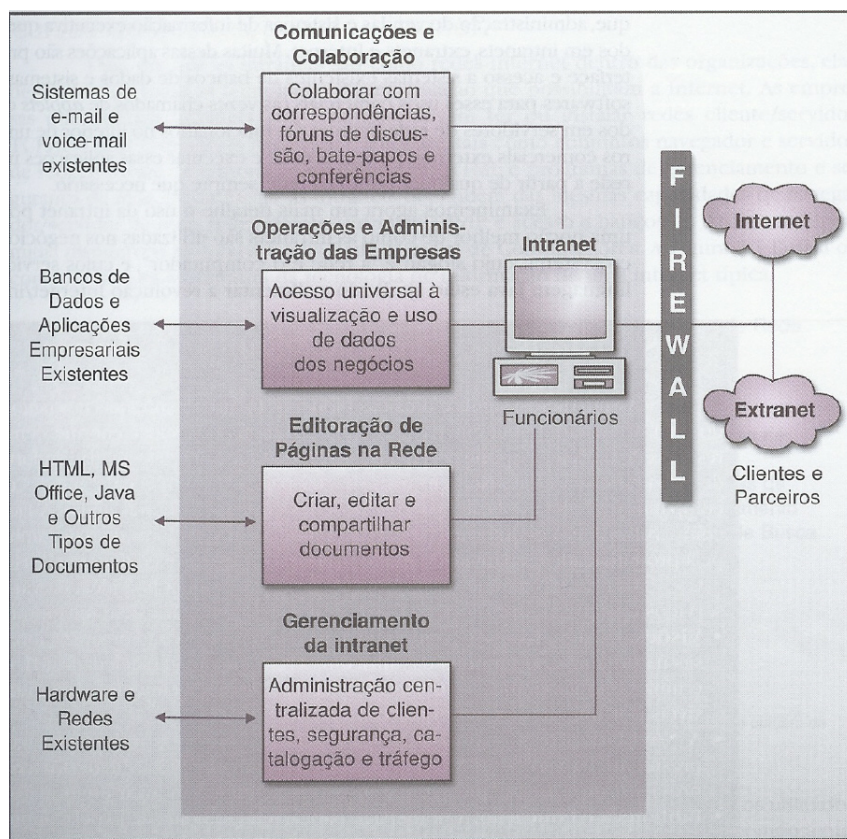 Comunicações e
Colaboração
Sistemas de
e-mail e
voice-mail
existentes
Colaborar com
correspondências,
fóruns de discus-
são, bate-papos e
conferências
Operações e Adminis-
tração das Empresas
Bancos de
Dados e
Aplicações
Empresariais
Existentes
Acesso universal à
visualização e uso
de dados
dos negócios
Intranet
Funcionários
FIREWALL
Internet
Extranet
Clientes e
Parceiros
Editoração de
Páginas na Rede
HTML, MS
Office, Java
e Outros
Tipos de
Documentos
Criar, editar e
compartilhar
documentos
Gerenciamento
da intranet
Hardware e
Redes
Existentes
Administração cen-
tralizada de clien-
tes, segurança, ca-
talogação e tráfego